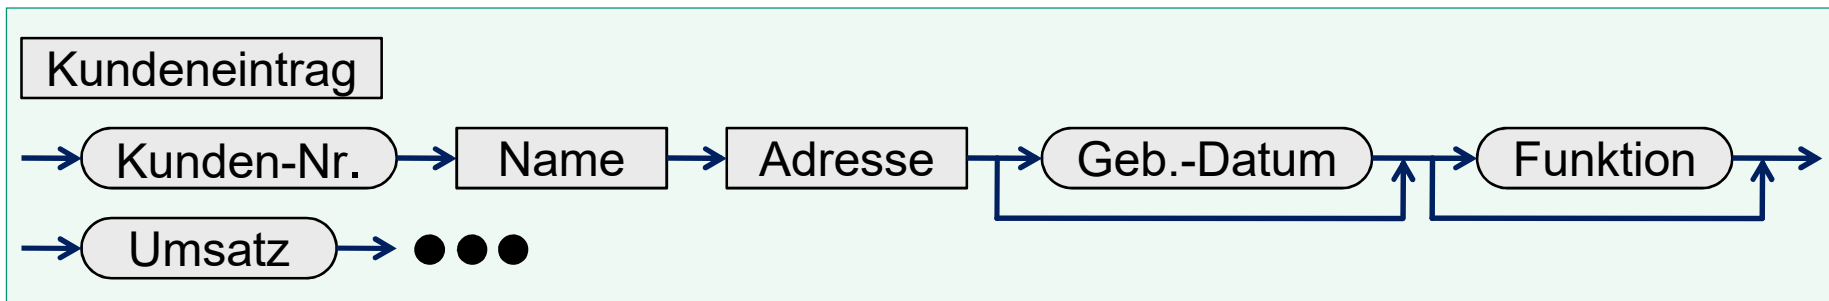 Kundeneintrag
Kunden-Nr. Name Adresse Geb.-Datum Funktion
Umsatz